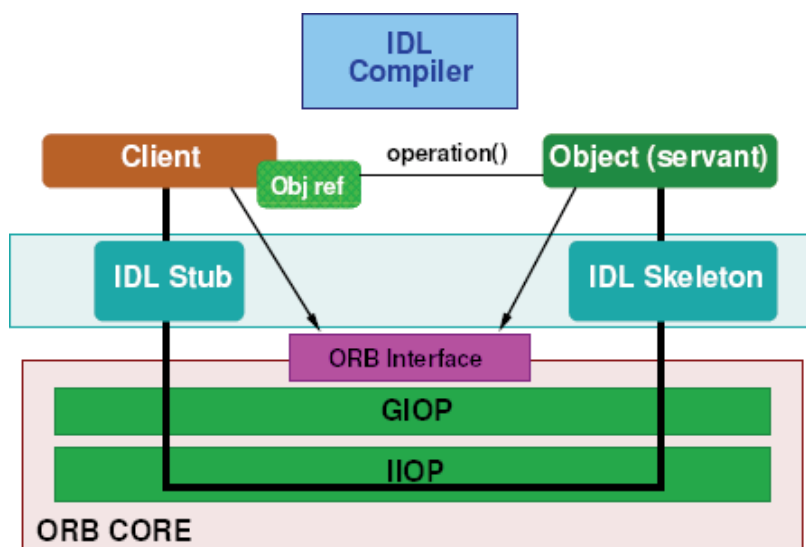 IDL
Compiler
Client
operation()
Object (servant)
Obj ref
IDL Stub
IDL Skeleton
ORB Interface
GIOP
IIOP
ORB CORE